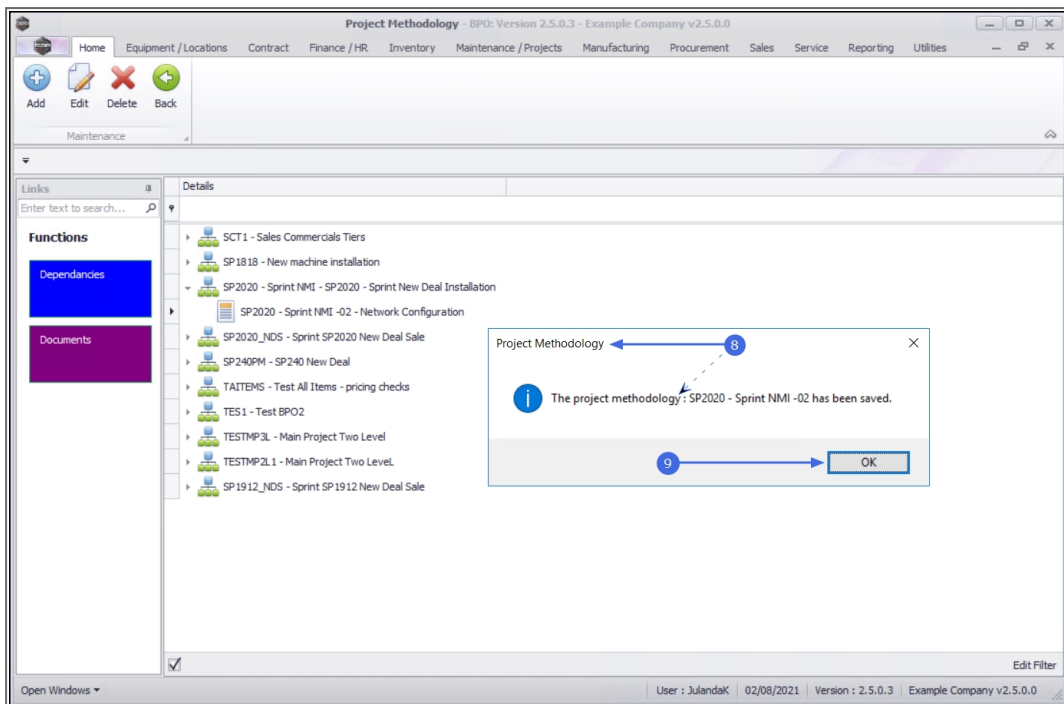 Project Methodology - BPO: Version 2.5.0.3 - Example Company v2.5.0.0
Home Equipment / Locations Contract Finance / HR Inventory Maintenance / Projects Manufacturing Procurement Sales Service Reporting Utilities
Add Edit Delete Back
Maintenance
Links
Enter text to search...
Functions
Dependancies
Documents
Details
SCT1 - Sales Commercials Tiers
SP1818 - New machine installation
SP2020 - Sprint NMI - SP2020 - Sprint New Deal Installation
SP2020 - Sprint NMI -02 - Network Configuration
SP2020_NDS - Sprint SP2020 New Deal Sale
SP240PM - SP240 New Deal
TAITEMS - Test All Items - pricing checks
TES1 - Test BPO2
TESTMP3L - Main Project Two Level
TESTMP2L1 - Main Project Two LeveL
SP1912_NDS - Sprint SP1912 New Deal Sale
Project Methodology
8
The project methodology : SP2020 - Sprint NMI -02 has been saved.
9
OK
Edit Filter
Open Windows
User : JulandaK 02/08/2021 Version : 2.5.0.3 Example Company v2.5.0.0